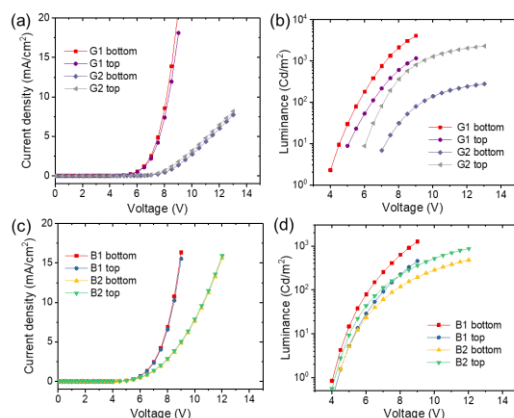 (a)
20
15
10
5
0
Current density (mA/cm²)
G1 bottom
G1 top
G2 bottom
G2 top
0 2 4 6 8 10 12 14
Voltage (V)
(b)
10⁴
10³
10²
10¹
10⁰
Luminance (Cd/m²)
G1 bottom
G1 top
G2 bottom
G2 top
4 6 8 10 12
Voltage (V)
(c)
20
15
10
5
0
Current density (mA/cm²)
B1 bottom
B1 top
B2 bottom
B2 top
0 2 4 6 8 10 12 14
Voltage (V)
(d)
10³
10²
10¹
10⁰
Luminance (Cd/m²)
B1 bottom
B1 top
B2 bottom
B2 top
4 6 8 10 12
Voltage (V)